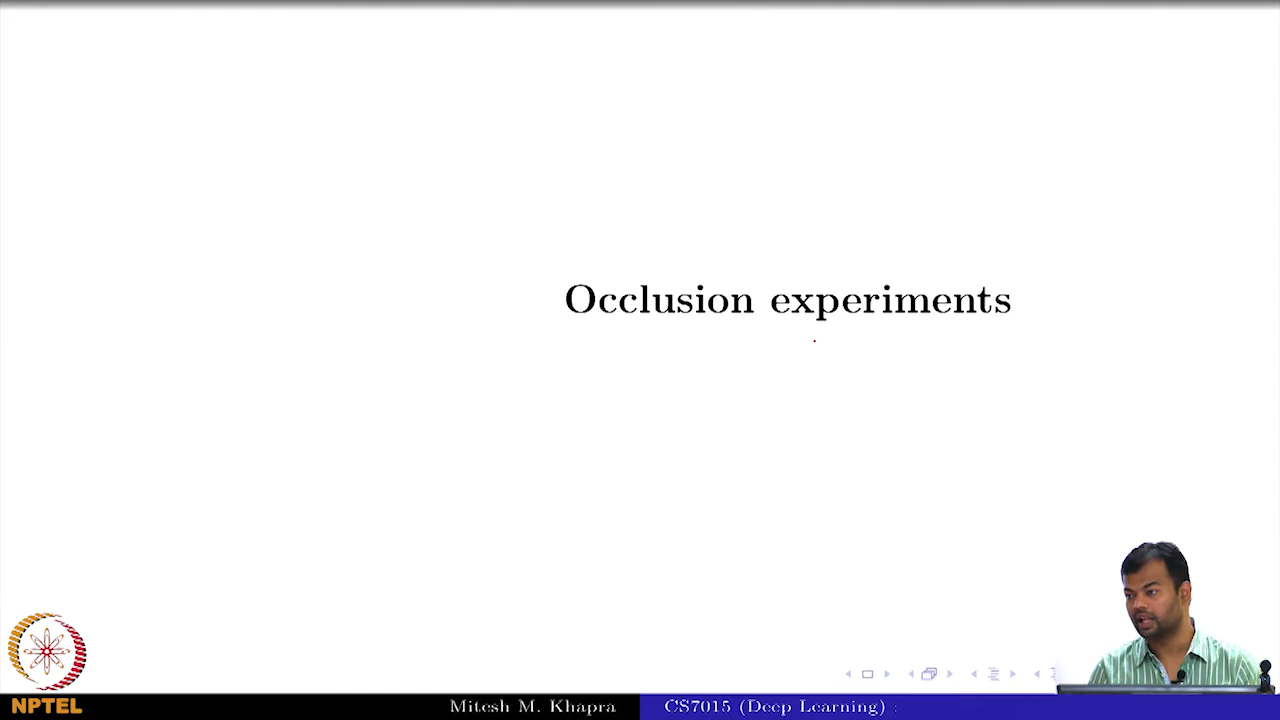 Occlusion experiments
NPTEL
Mitesh M. Khapra
CS7015 (Deep Learning) :